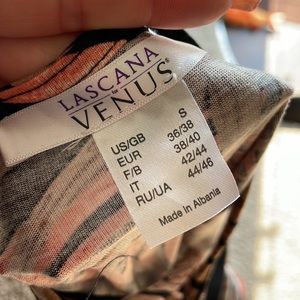 LASCANA
VENUS
US/GB S
EUR 36/38
F/B 38/40
IT 42/44
RU/UA 44/46
Made in Albania